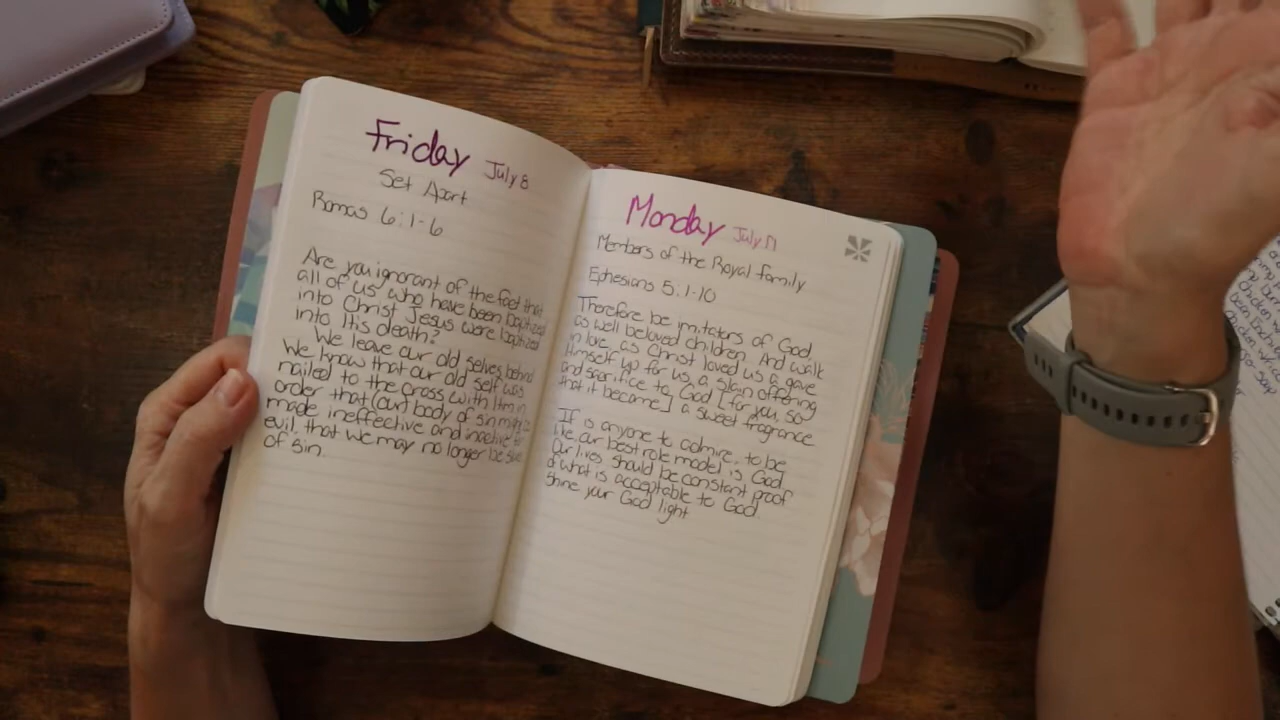 Friday July 8
Set Apart
Romas 6:1-6
Are you ignorant of the fact that
all of us who have been baptized
into Christ Jesus were baptized
into His death?
We leave our old selves behind
We know that our old self was
nailed to the cross with Him in
order that (our) body of sin might be
made ineffective and inactive for
evil, that we may no longer be
of sin.
Monday July 11
Members of the Royal Family
Ephesians 5:1-10
Therefore be imitators of God,
as well beloved children. And walk
in love as Christ loved us a gave
Himself up for us, a slain offering
and sacrifice to God [for you, so
that it became] a sweet fragrance
If is anyone to admire, to be
like our best role model is God
Our lives should be constant proof
of what is acceptable to God.
Shine your God light